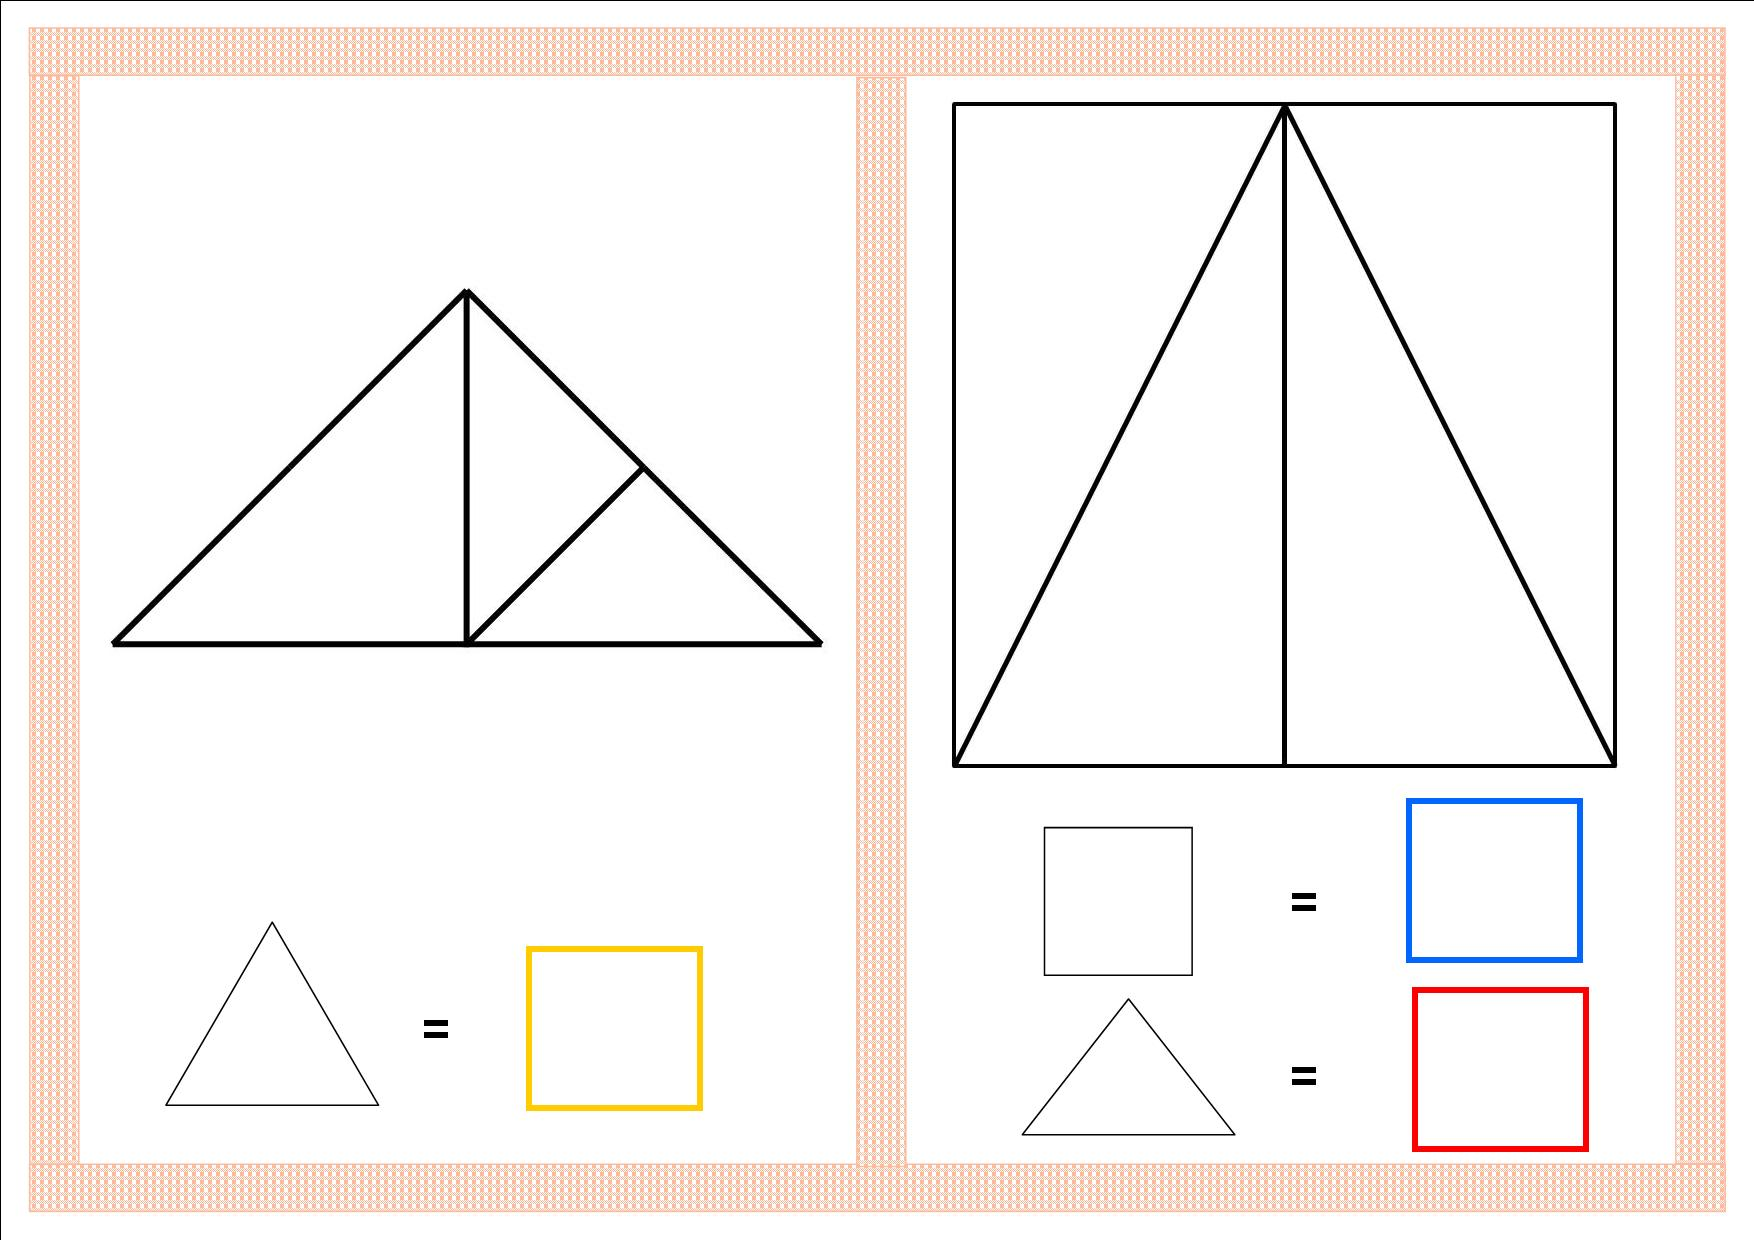 =
=
=